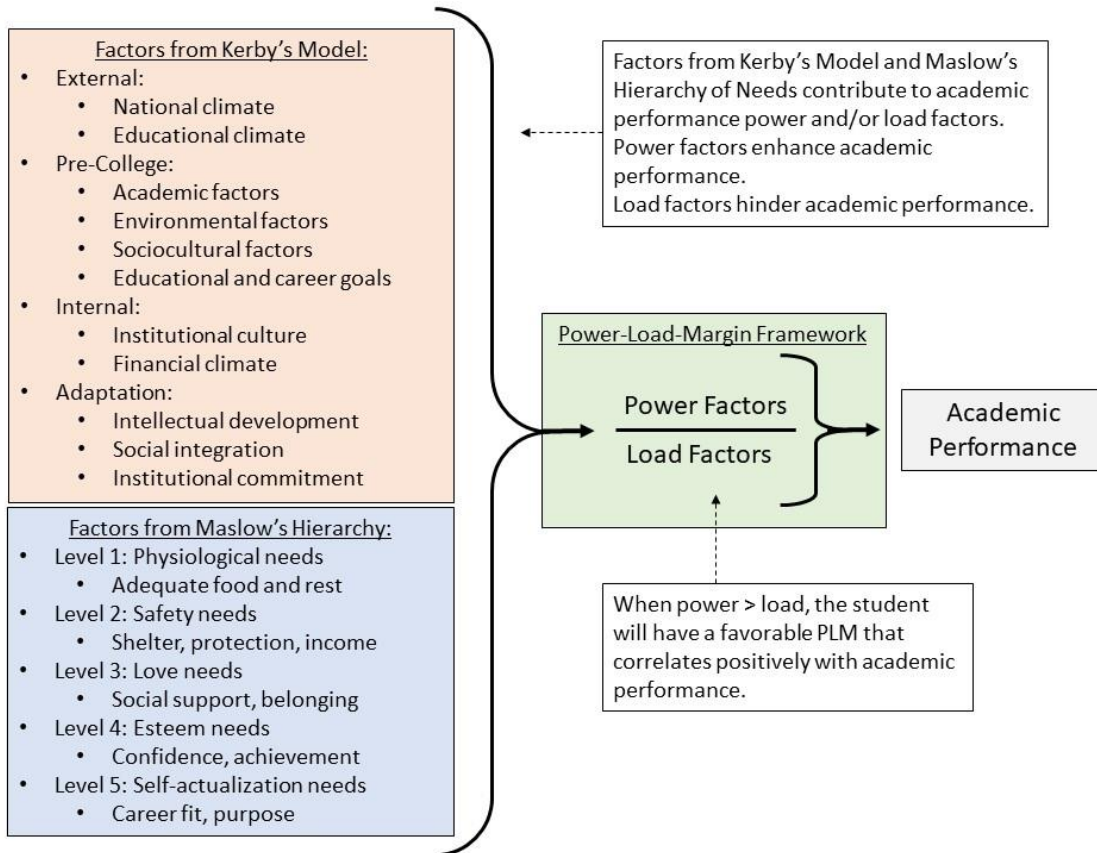 Factors from Kerby's Model:
• External:
• National climate
• Educational climate
• Pre-College:
• Academic factors
• Environmental factors
• Sociocultural factors
• Educational and career goals
• Internal:
• Institutional culture
• Financial climate
• Adaptation:
• Intellectual development
• Social integration
• Institutional commitment
Factors from Maslow's Hierarchy:
• Level 1: Physiological needs
• Adequate food and rest
• Level 2: Safety needs
• Shelter, protection, income
• Level 3: Love needs
• Social support, belonging
• Level 4: Esteem needs
• Confidence, achievement
• Level 5: Self-actualization needs
• Career fit, purpose
Factors from Kerby's Model and Maslow's
Hierarchy of Needs contribute to academic
performance power and/or load factors.
Power factors enhance academic
performance.
Load factors hinder academic performance.
Power-Load-Margin Framework
Power Factors
Load Factors
Academic
Performance
When power > load, the student
will have a favorable PLM that
correlates positively with academic
performance.